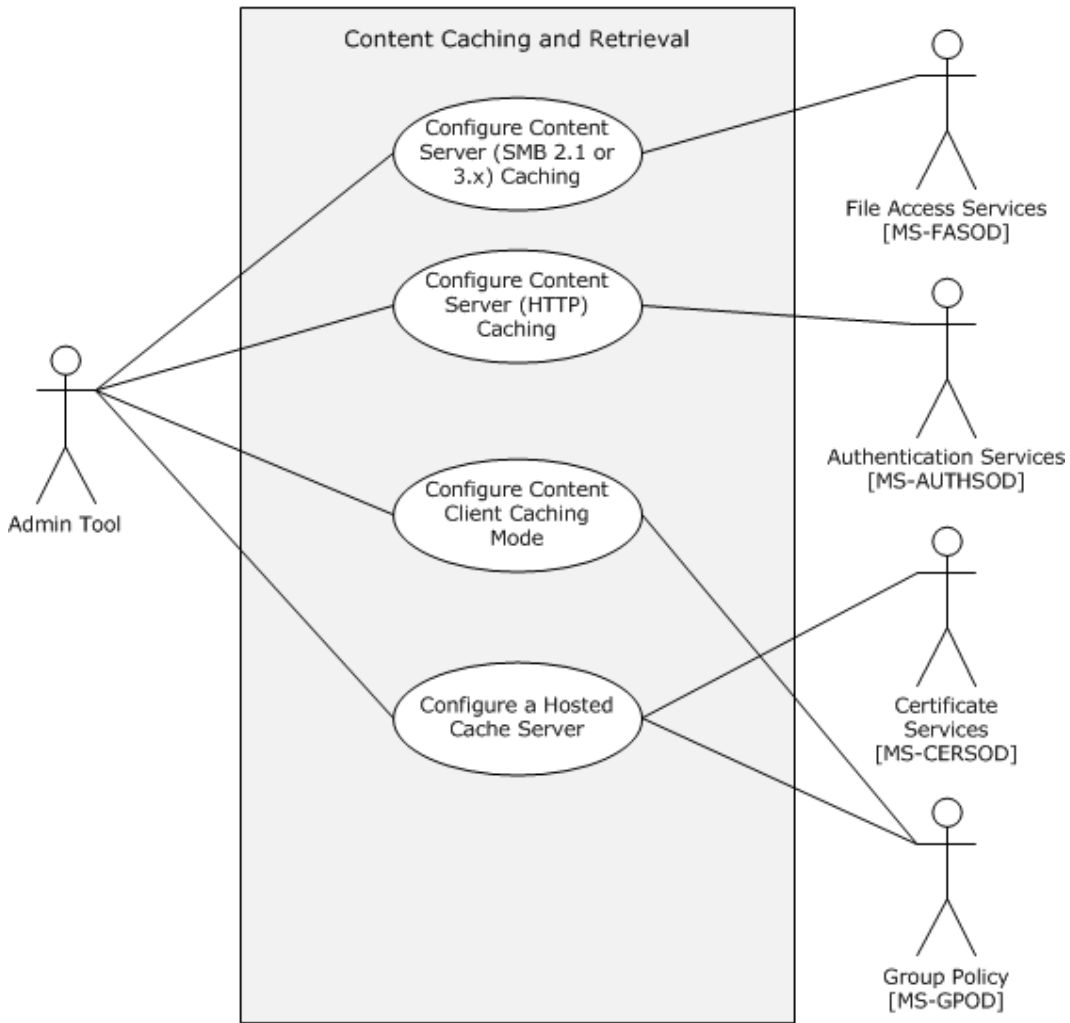 Content Caching and Retrieval
Configure Content
Server (SMB 2.1 or
3.x) Caching
File Access Services
[MS-FASOD]
Configure Content
Server (HTTP)
Caching
Authentication Services
[MS-AUTHSOD]
Admin Tool
Configure Content
Client Caching
Mode
Configure a Hosted
Cache Server
Certificate
Services
[MS-CERSOD]
Group Policy
[MS-GPOD]